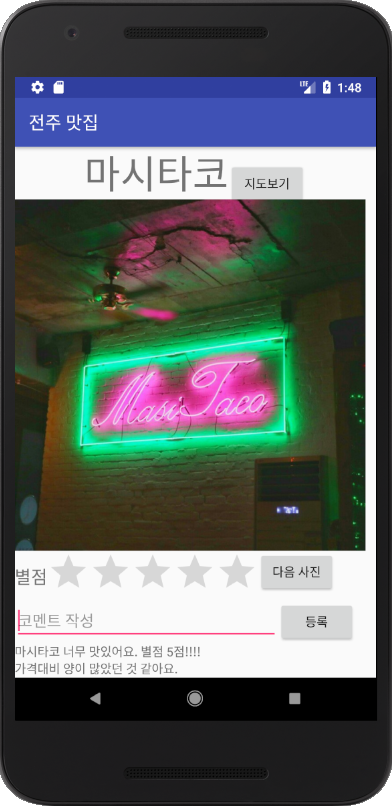 LTE 1:48
전주 맛집
마시타코 지도보기
Masi Taco
별점 다음 사진
코멘트 작성 등록
마시타코 너무 맛있어요. 별점 5점!!!!
가격대비 양이 많았던 것 같아요.